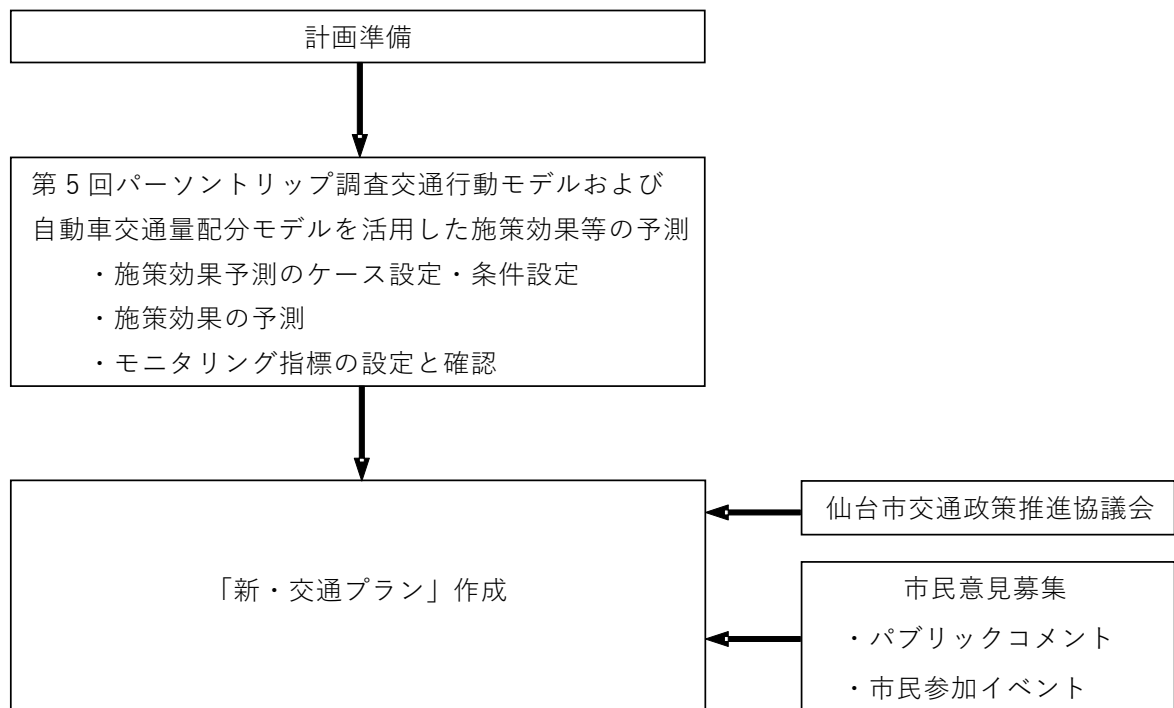 計画準備
第5回パーソントリップ調査交通行動モデルおよび
自動車交通量配分モデルを活用した施策効果等の予測
・施策効果予測のケース設定・条件設定
・施策効果の予測
・モニタリング指標の設定と確認
「新・交通プラン」作成
仙台市交通政策推進協議会
市民意見募集
・パブリックコメント
・市民参加イベント